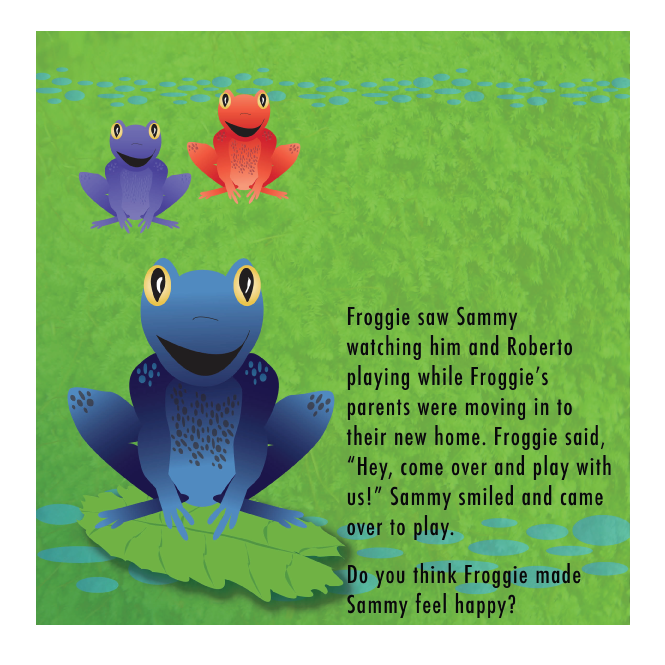 Froggie saw Sammy
watching him and Roberto
playing while Froggie’s
parents were moving in to
their new home. Froggie said,
“Hey, come over and play with
us!” Sammy smiled and came
over to play.
Do you think Froggie made
Sammy feel happy?